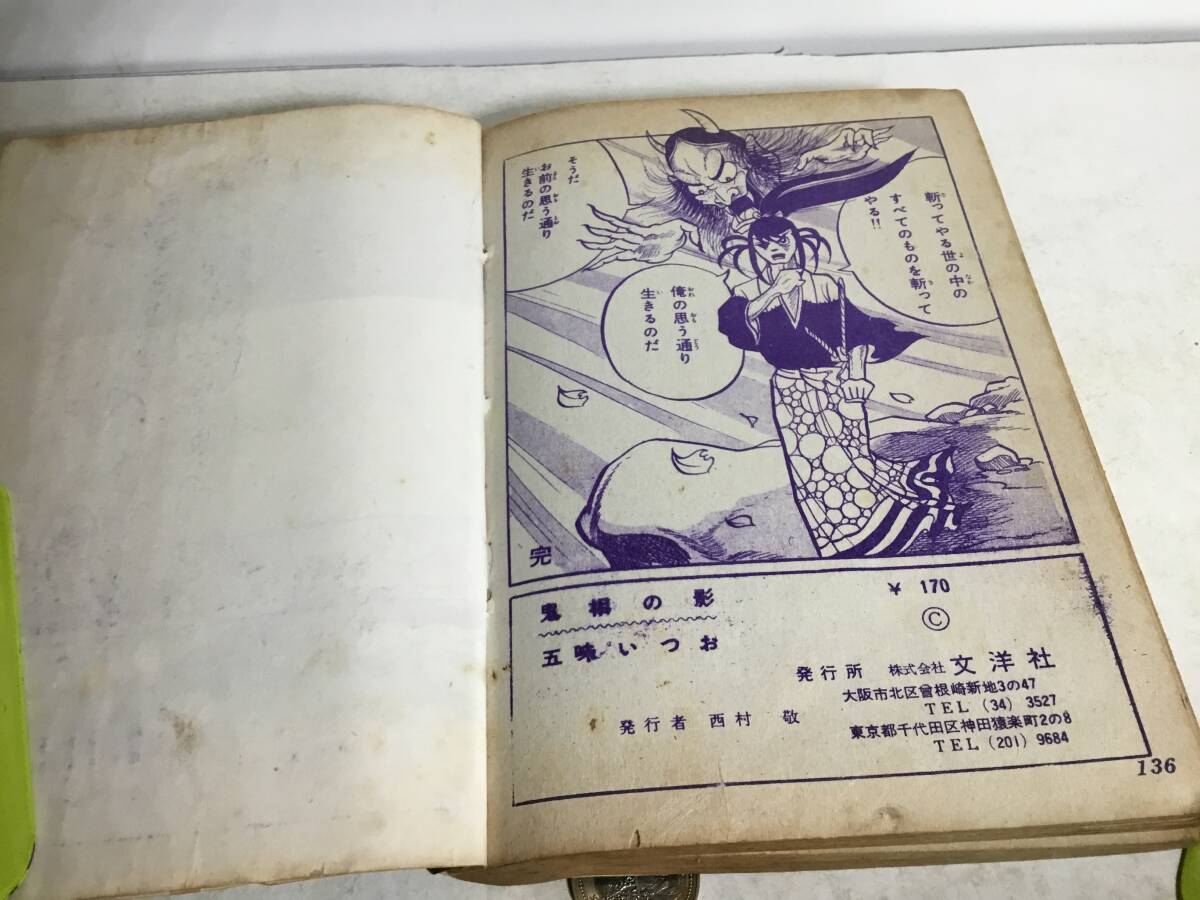 斬ってやる世の中の
すべてのものを斬って
やる!!
そうだ
お前の思う通り
生きるのだ
俺の思う通り
生きるのだ
完
鬼相の影
五味いつお
¥ 170
©
発行所 株式会社 文洋社
大阪市北区曾根崎新地3の47
TEL (34) 3527
発行者 西村 敬
東京都千代田区神田猿楽町2の8
TEL (201) 9684
136